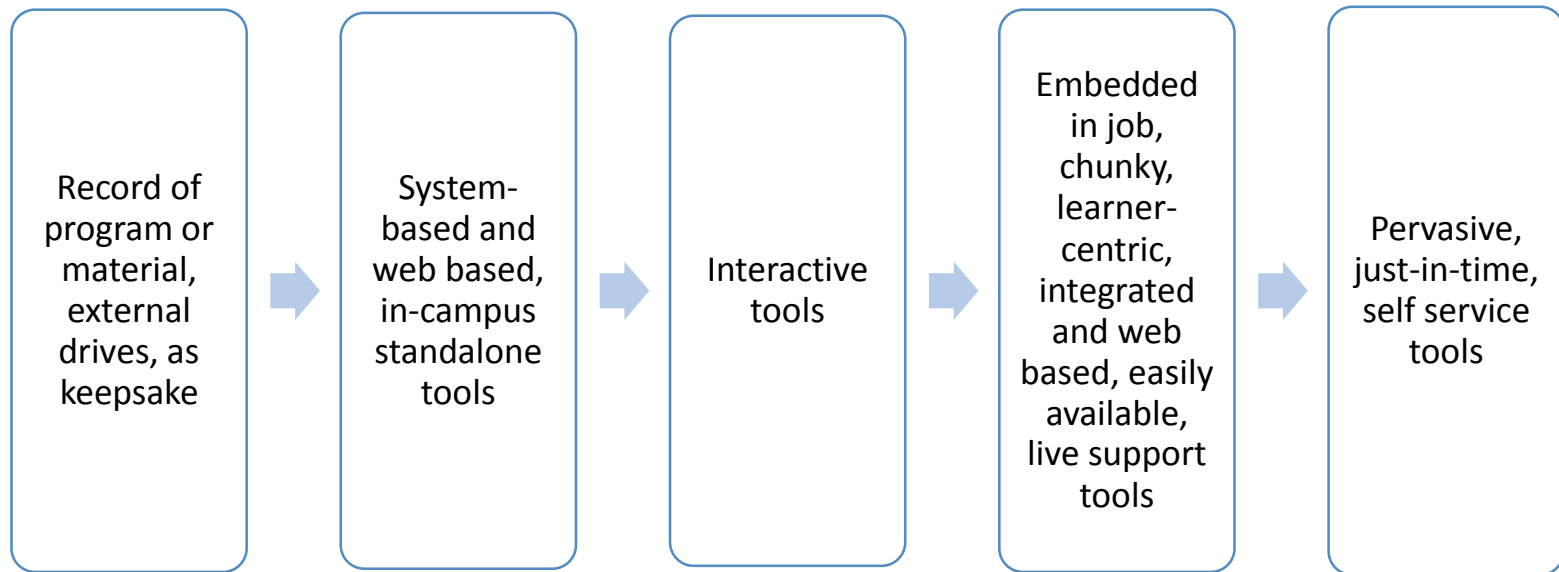 Record of
program or
material,
external
drives, as
keepsake
System-
based and
web based,
in-campus
standalone
tools
Interactive
tools
Embedded
in job,
chunky,
learner-
centric,
integrated
and web
based, easily
available,
live support
tools
Pervasive,
just-in-time,
self service
tools